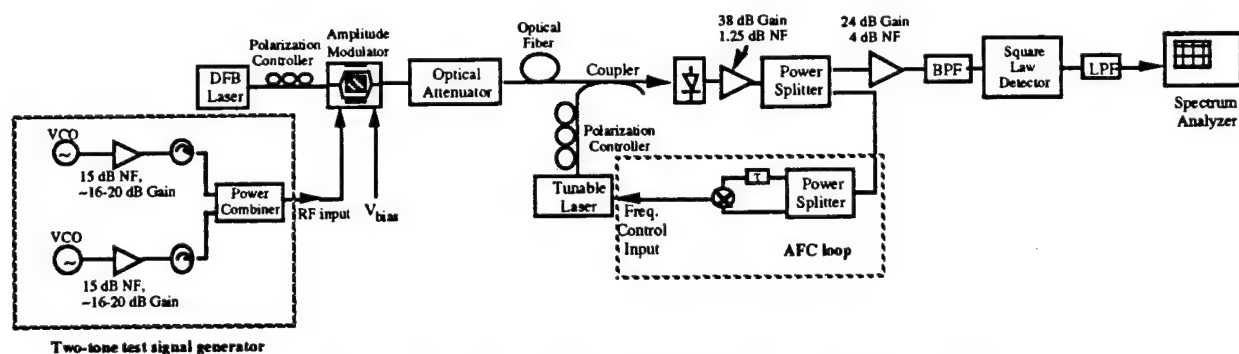 DFB
Laser
Polarization
Controller
Amplitude
Modulator
Optical
Attenuator
Optical
Fiber
Coupler
38 dB Gain
1.25 dB NF
Power
Splitter
24 dB Gain
4 dB NF
BPF
Square
Law
Detector
LPF
Spectrum
Analyzer
VCO
~
15 dB NF,
~16-20 dB Gain
VCO
~
15 dB NF,
~16-20 dB Gain
Power
Combiner
RF input
V_bias
Polarization
Controller
Tunable
Laser
Freq.
Control
Input
τ
Power
Splitter
AFC loop
Two-tone test signal generator